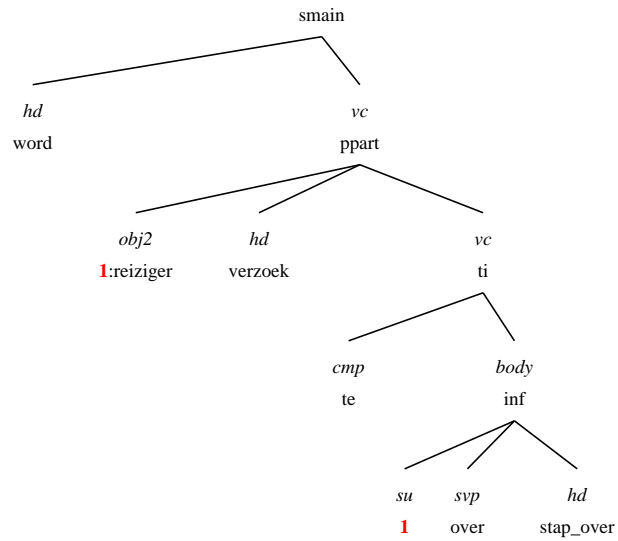 smain
hd vc
word ppart
obj2 hd vc
1:reiziger verzoek ti
cmp body
te inf
su svp hd
1 over stap_over